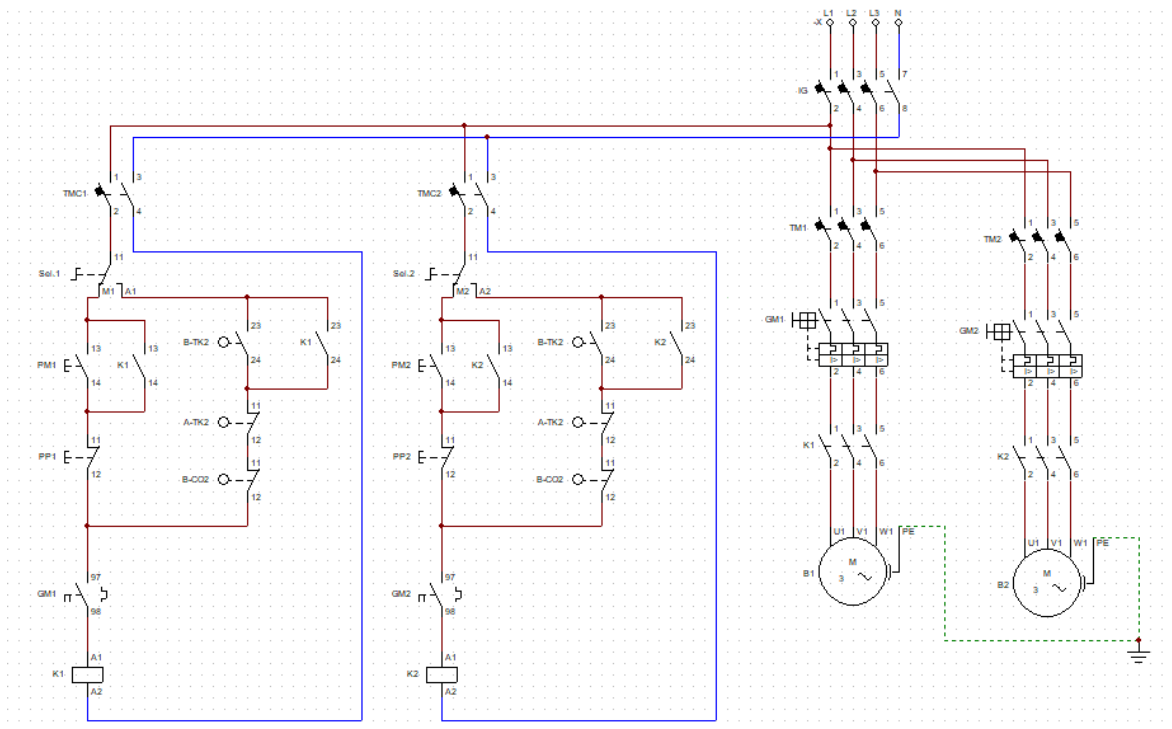 L1 L2 L3 N
-X
1 3 5 7
IG
2 4 6 8
1 3
TMC1
2 4
1 3
TMC2
2 4
1 3 5
TM1
2 4 6
1 3 5
TM2
2 4 6
11
Sel.1
M1 A1
11
Sel.2
M2 A2
23 23
B-TK2 K1
24 24
13 13
PM1 K1
14 14
11
A-TK2
12
11
PP1
12
11
B-CO2
12
23 23
B-TK2 K2
24 24
13 13
PM2 K2
14 14
11
A-TK2
12
11
PP2
12
11
B-CO2
12
1 3 5
GM1
I> I> I>
2 4 6
1 3 5
GM2
I> I> I>
2 4 6
1 3 5
K1
2 4 6
1 3 5
K2
2 4 6
U1 V1 W1 PE
B1 M
3
U1 V1 W1 PE
B2 M
3
97
GM1
98
97
GM2
98
A1
K1
A2
A1
K2
A2